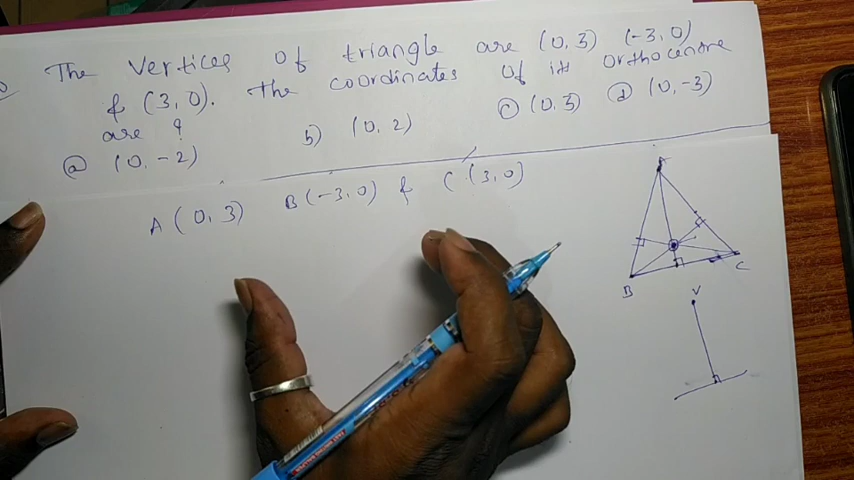 The vertices of triangle are (0,3) (-3,0)
& (3,0). The coordinates of its orthocentre
are ?
ⓐ (0,-2) b) (0,2) ⓒ (0,3) ⓓ (0,-3)
A (0,3) B(-3,0) & C (3,0)
B
C
V